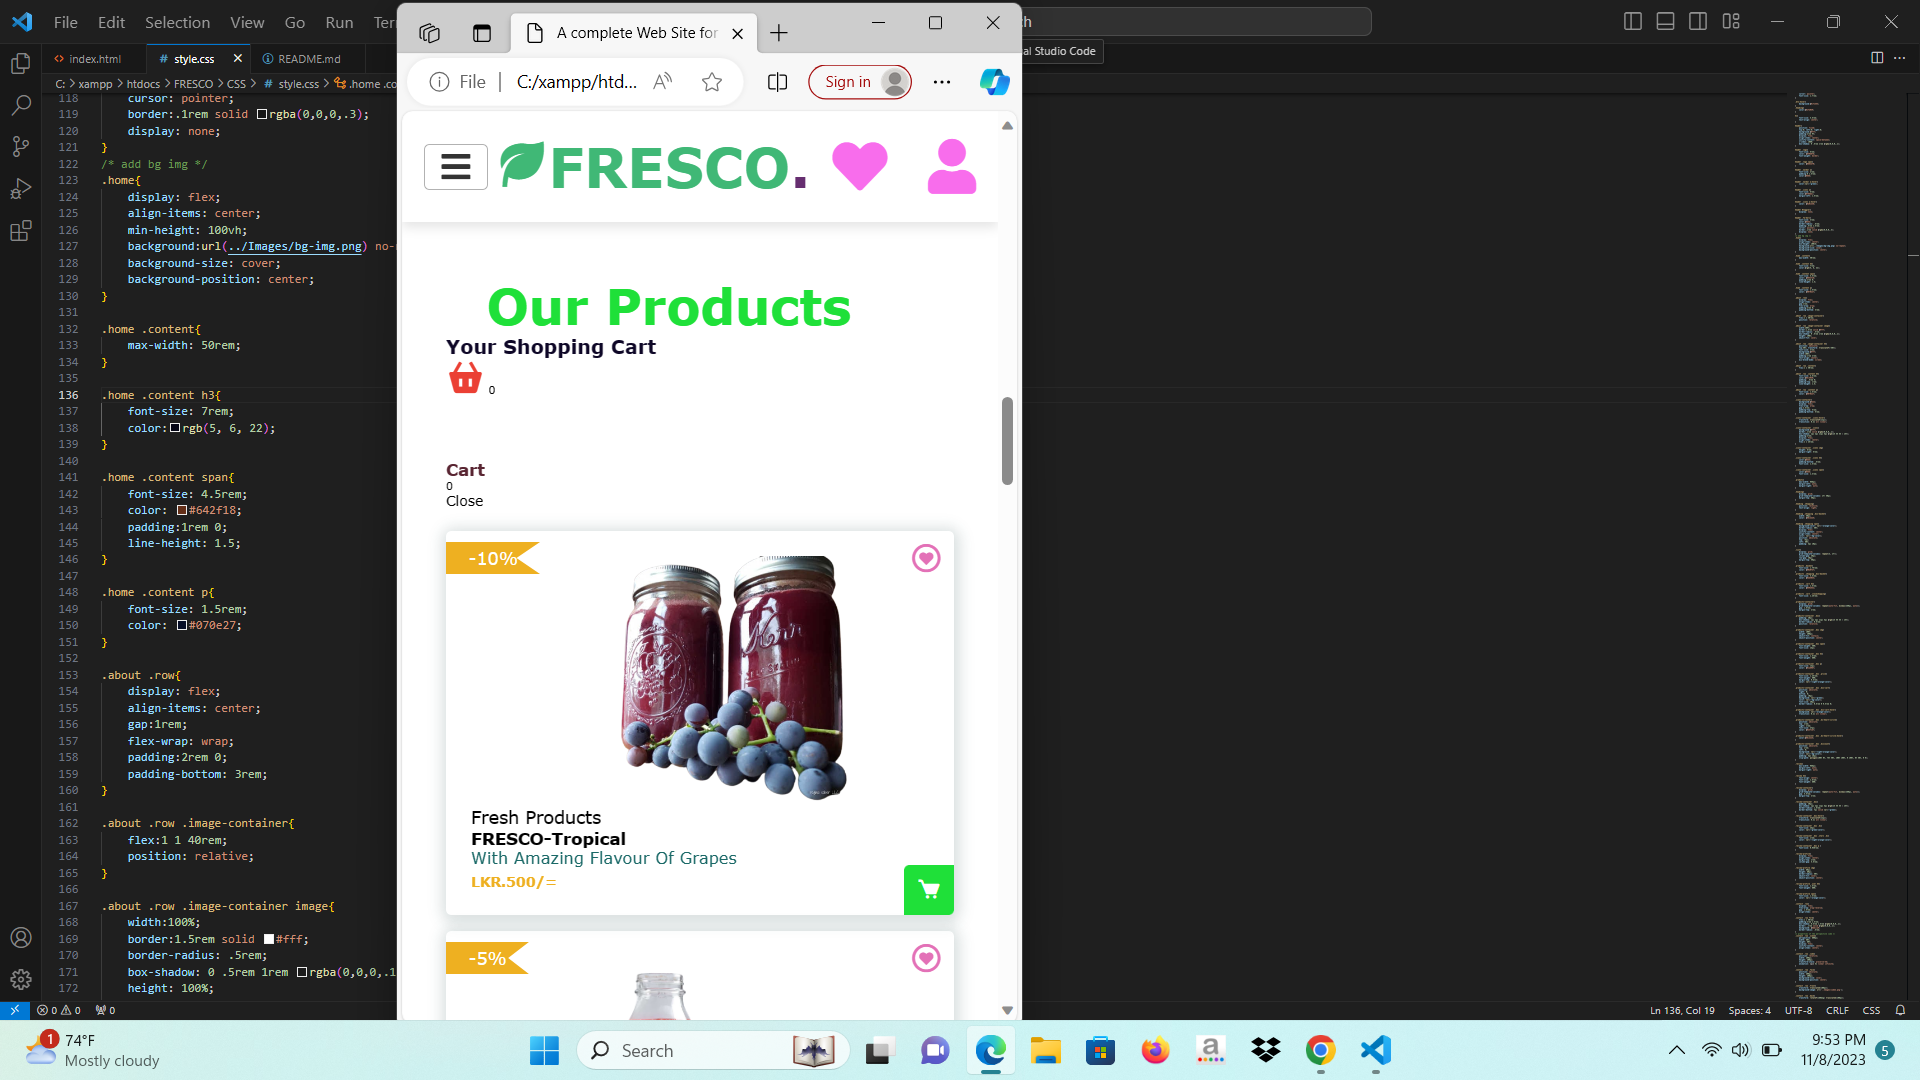 File Edit Selection View Go Run Ter
index.html
style.css
README.md
C: > xampp > htdocs > FRESCO > CSS > # style.css > .home .co
118 cursor: pointer;
119 border:.1rem solid rgba(0,0,0,.3);
120 display: none;
121 }
122 /* add bg img */
123 .home{
124 display: flex;
125 align-items: center;
126 min-height: 100vh;
127 background:url(../Images/bg-img.png) no-
128 background-size: cover;
129 background-position: center;
130 }
131
132 .home .content{
133 max-width: 50rem;
134 }
135
136 .home .content h3{
137 font-size: 7rem;
138 color: rgb(5, 6, 22);
139 }
140
141 .home .content span{
142 font-size: 4.5rem;
143 color: #642f18;
144 padding:1rem 0;
145 line-height: 1.5;
146 }
147
148 .home .content p{
149 font-size: 1.5rem;
150 color: #070e27;
151 }
152
153 .about .row{
154 display: flex;
155 align-items: center;
156 gap:1rem;
157 flex-wrap: wrap;
158 padding:2rem 0;
159 padding-bottom: 3rem;
160 }
161
162 .about .row .image-container{
163 flex:1 1 40rem;
164 position: relative;
165 }
166
167 .about .row .image-container image{
168 width:100%;
169 border:1.5rem solid #fff;
170 border-radius: .5rem;
171 box-shadow: 0 .5rem 1rem rgba(0,0,0,.1
172 height: 100%;
0 0 0
A complete Web Site for
File C:/xampp/htd... Sign in
FRESCO.
Our Products
Your Shopping Cart
0
Cart
0
Close
-10%
Kerr
Fresh Products
FRESCO-Tropical
With Amazing Flavour Of Grapes
LKR.500/=
-5%
ch
al Studio Code
Ln 136, Col 19 Spaces: 4 UTF-8 CRLF CSS
1
74°F
Mostly cloudy
Search
9:53 PM
11/8/2023
5